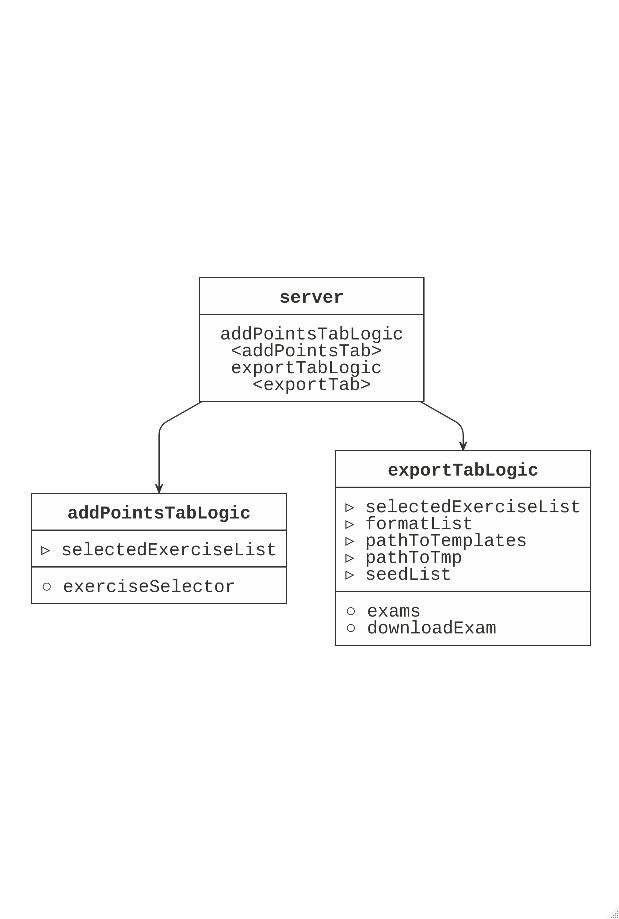 server
addPointsTabLogic
<addPointsTab>
exportTabLogic
<exportTab>
addPointsTabLogic
▷ selectedExerciseList
○ exerciseSelector
exportTabLogic
▷ selectedExerciseList
▷ formatList
▷ pathToTemplates
▷ pathToTmp
▷ seedList
○ exams
○ downloadExam